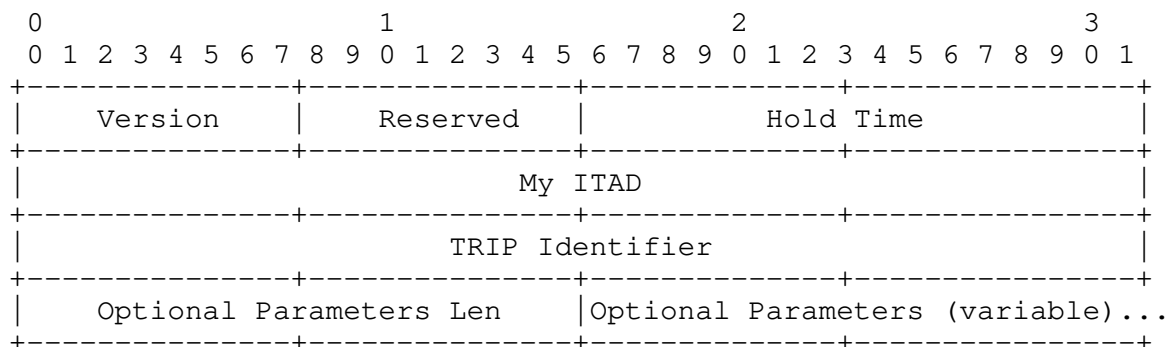 0                   1                   2                   3
0 1 2 3 4 5 6 7 8 9 0 1 2 3 4 5 6 7 8 9 0 1 2 3 4 5 6 7 8 9 0 1
+---------------+---------------+--------------+----------------+
|    Version    |   Reserved    |          Hold Time            |
+---------------+---------------+--------------+----------------+
|                            My ITAD                            |
+---------------+---------------+--------------+----------------+
|                        TRIP Identifier                        |
+---------------+---------------+--------------+----------------+
|    Optional Parameters Len    |Optional Parameters (variable)...
+---------------+---------------+--------------+----------------+